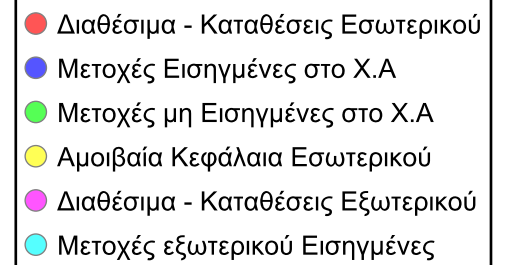 Διαθέσιμα - Καταθέσεις Εσωτερικού
Μετοχές Εισηγμένες στο Χ.Α
Μετοχές μη Εισηγμένες στο Χ.Α
Αμοιβαία Κεφάλαια Εσωτερικού
Διαθέσιμα - Καταθέσεις Εξωτερικού
Μετοχές εξωτερικού Εισηγμένες